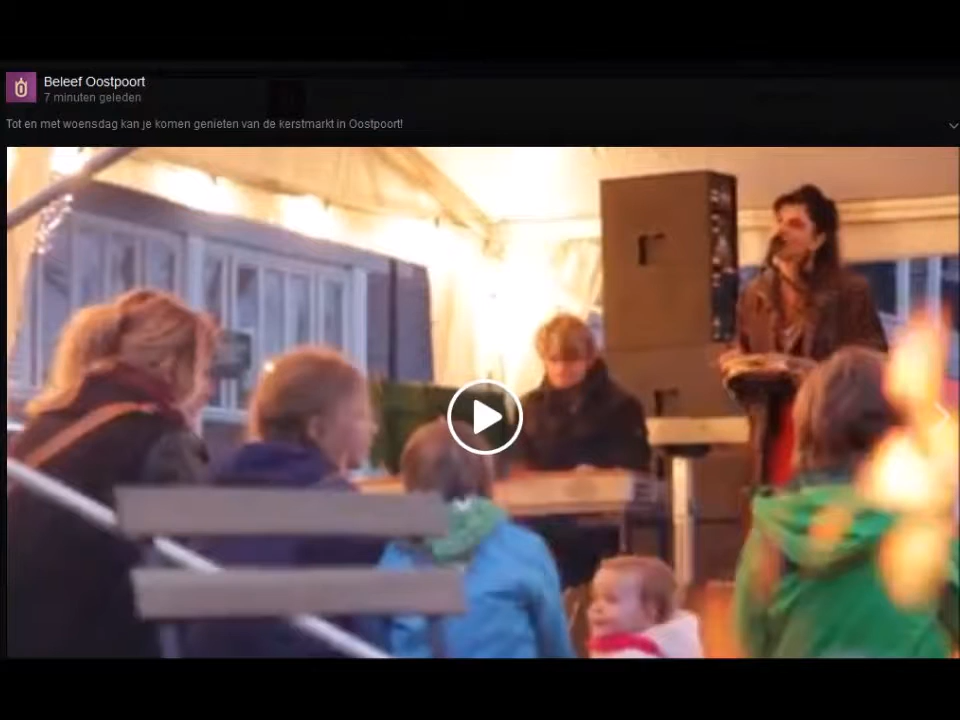 Beleef Oostpoort
7 minuten geleden
Tot en met woensdag kan je komen genieten van de kerstmarkt in Oostpoort!